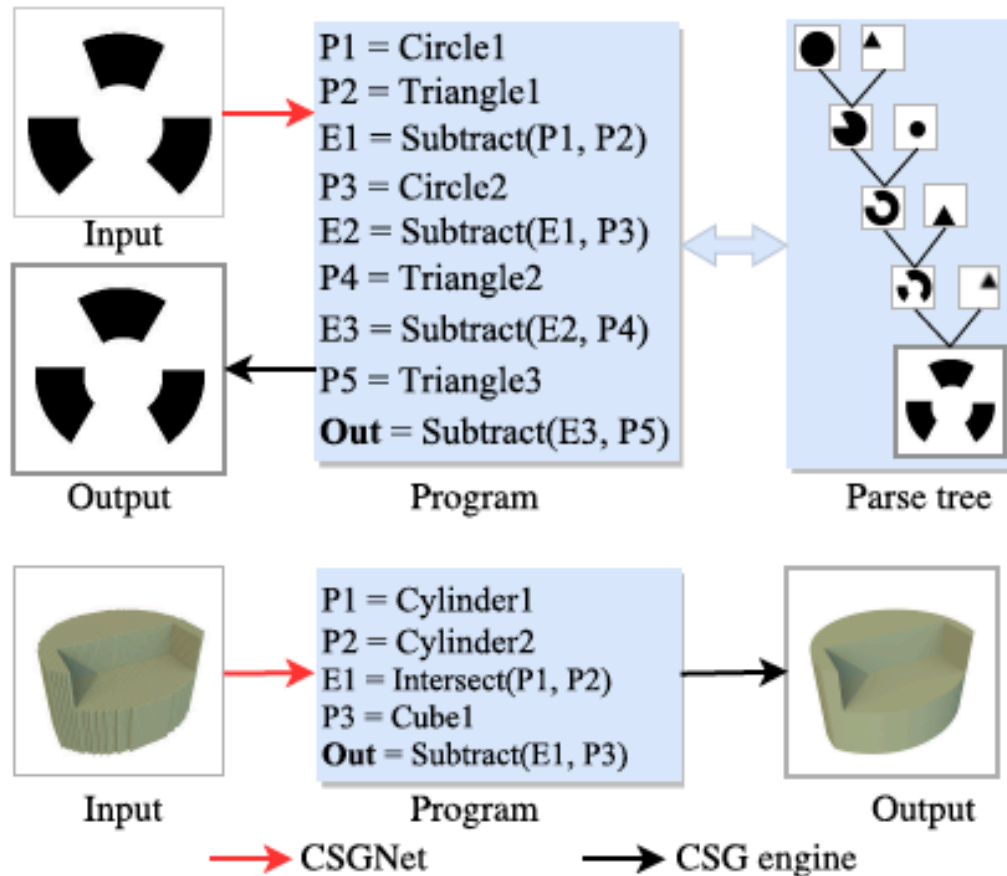 P1 = Circle1
P2 = Triangle1
E1 = Subtract(P1, P2)
P3 = Circle2
E2 = Subtract(E1, P3)
P4 = Triangle2
E3 = Subtract(E2, P4)
P5 = Triangle3
Out = Subtract(E3, P5)
Input
Output
Program
Parse tree
P1 = Cylinder1
P2 = Cylinder2
E1 = Intersect(P1, P2)
P3 = Cube1
Out = Subtract(E1, P3)
Input
Program
Output
CSGNet
CSG engine